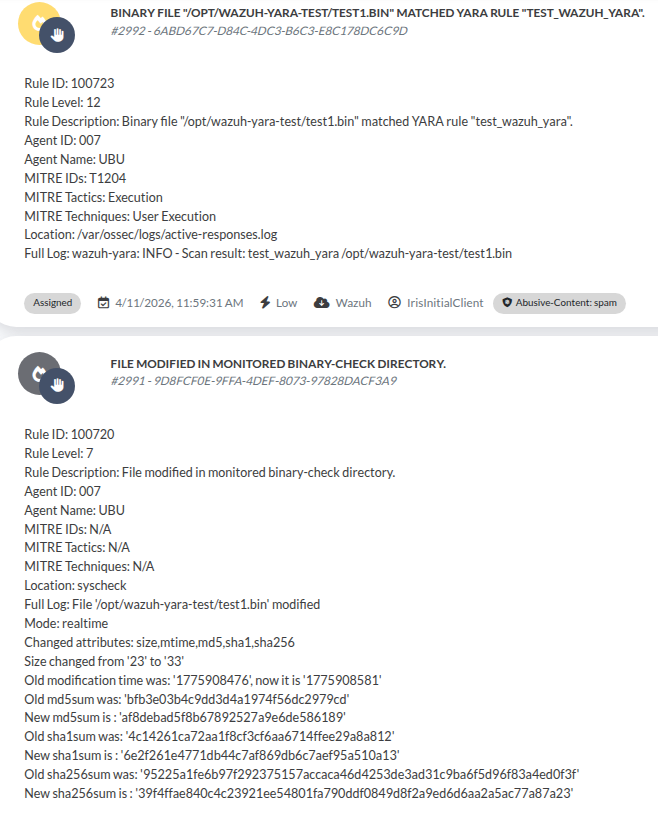 BINARY FILE "/OPT/WAZUH-YARA-TEST/TEST1.BIN" MATCHED YARA RULE "TEST_WAZUH_YARA".
#2992 - 6ABD67C7-D84C-4DC3-B6C3-E8C178DC6C9D
Rule ID: 100723
Rule Level: 12
Rule Description: Binary file "/opt/wazuh-yara-test/test1.bin" matched YARA rule "test_wazuh_yara".
Agent ID: 007
Agent Name: UBU
MITRE IDs: T1204
MITRE Tactics: Execution
MITRE Techniques: User Execution
Location: /var/ossec/logs/active-responses.log
Full Log: wazuh-yara: INFO - Scan result: test_wazuh_yara /opt/wazuh-yara-test/test1.bin
Assigned 4/11/2026, 11:59:31 AM Low Wazuh IrisInitialClient Abusive-Content: spam
FILE MODIFIED IN MONITORED BINARY-CHECK DIRECTORY.
#2991 - 9D8FCF0E-9FFA-4DEF-8073-97828DACF3A9
Rule ID: 100720
Rule Level: 7
Rule Description: File modified in monitored binary-check directory.
Agent ID: 007
Agent Name: UBU
MITRE IDs: N/A
MITRE Tactics: N/A
MITRE Techniques: N/A
Location: syscheck
Full Log: File '/opt/wazuh-yara-test/test1.bin' modified
Mode: realtime
Changed attributes: size,mtime,md5,sha1,sha256
Size changed from '23' to '33'
Old modification time was: '1775908476', now it is '1775908581'
Old md5sum was: 'bfb3e03b4c9dd3d4a1974f56dc2979cd'
New md5sum is : 'af8debad5f8b67892527a9e6de586189'
Old sha1sum was: '4c14261ca72aa1f8cf3cf6aa6714ffee29a8a812'
New sha1sum is : '6e2f261e4771db44c7af869db6c7aef95a510a13'
Old sha256sum was: '95225a1fe6b97f292375157accaca46d4253de3ad31c9ba6f5d96f83a4ed0f3f'
New sha256sum is : '39f4ffae840c4c23921ee54801fa790ddf0849d8f2a9ed6d6aa2a5ac77a87a23'